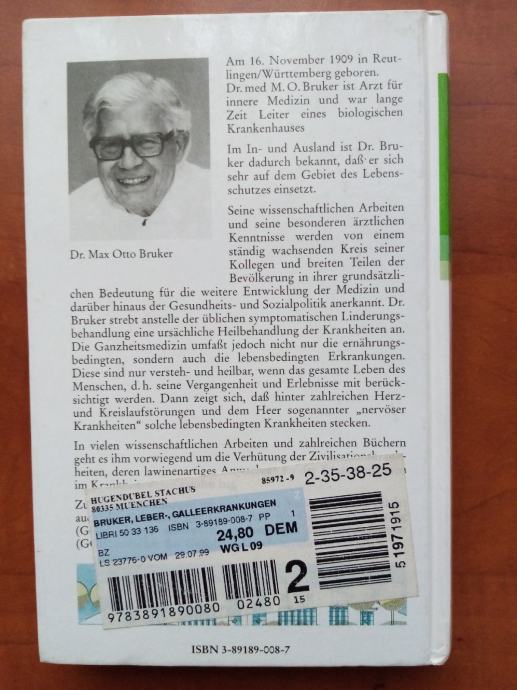 Am 16. November 1909 in Reut-
lingen/Württemberg geboren.
Dr. med M. O. Bruker ist Arzt für
innere Medizin und war lange
Zeit Leiter eines biologischen
Krankenhauses
Im In- und Ausland ist Dr. Bru-
ker dadurch bekannt, daß er sich
sehr auf dem Gebiet des Lebens-
schutzes einsetzt.
Seine wissenschaftlichen Arbeiten
und seine besonderen ärztlichen
Kenntnisse werden von einem
ständig wachsenden Kreis seiner
Kollegen und breiten Teilen der
Bevölkerung in ihrer grundsätzli-
Dr. Max Otto Bruker
chen Bedeutung für die weitere Entwicklung der Medizin und
darüber hinaus der Gesundheits- und Sozialpolitik anerkannt. Dr.
Bruker strebt anstelle der üblichen symptomatischen Linderungs-
behandlung eine ursächliche Heilbehandlung der Krankheiten an.
Die Ganzheitsmedizin umfaßt jedoch nicht nur die ernährungs-
bedingten, sondern auch die lebensbedingten Erkrankungen.
Diese sind nur versteh- und heilbar, wenn das gesamte Leben des
Menschen, d. h. seine Vergangenheit und Erlebnisse mit berück-
sichtigt werden. Dann zeigt sich, daß hinter zahlreichen Herz-
und Kreislaufstörungen und dem Heer sogenannter „nervöser
Krankheiten“ solche lebensbedingten Krankheiten stecken.
In vielen wissenschaftlichen Arbeiten und zahlreichen Büchern
geht es ihm vorwiegend um die Verhütung der
heiten, deren lawinenartiges
im
HUGENDUBEL STACHUS
80335 MUENCHEN
85972-9
2-35-38-25
BRUKER, LEBER-, GALLEERKRANKUNGEN
LIBRI 50 33 136 ISBN 3-89189-008-7 PP 1
24,80 DEM
BZ
WGL09
LS 23776-0 VOM 29.07.99
2
15
9783891890080 02480
51971915
ISBN 3-89189-008-7